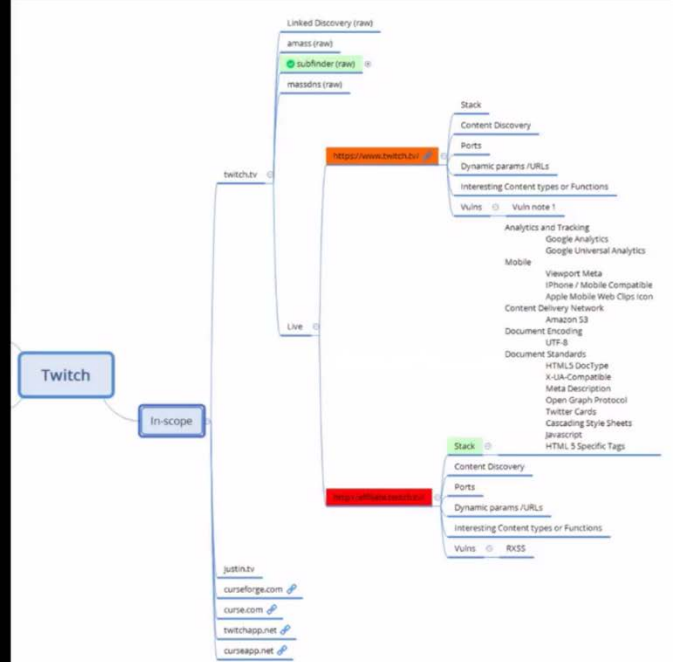 Linked Discovery (raw)
amass (raw)
subfinder (raw)
massdns (raw)
Stack
Content Discovery
https://www.twitch.tv/
Ports
Dynamic params /URLs
twitch.tv
Interesting Content types or Functions
Vulns
Vuln note 1
Analytics and Tracking
Google Analytics
Google Universal Analytics
Mobile
Viewport Meta
IPhone / Mobile Compatible
Apple Mobile Web Clips Icon
Content Delivery Network
Amazon S3
Live
Document Encoding
UTF-8
Document Standards
HTML5 DocType
X-UA-Compatible
Twitch
Meta Description
Open Graph Protocol
Twitter Cards
In-scope
Cascading Style Sheets
Javascript
Stack
HTML 5 Specific Tags
Content Discovery
Ports
http://affiliate.twitch.tv/
Dynamic params /URLs
Interesting Content types or Functions
Vulns
RXSS
justin.tv
curseforge.com
curse.com
twitchapp.net
curseapp.net